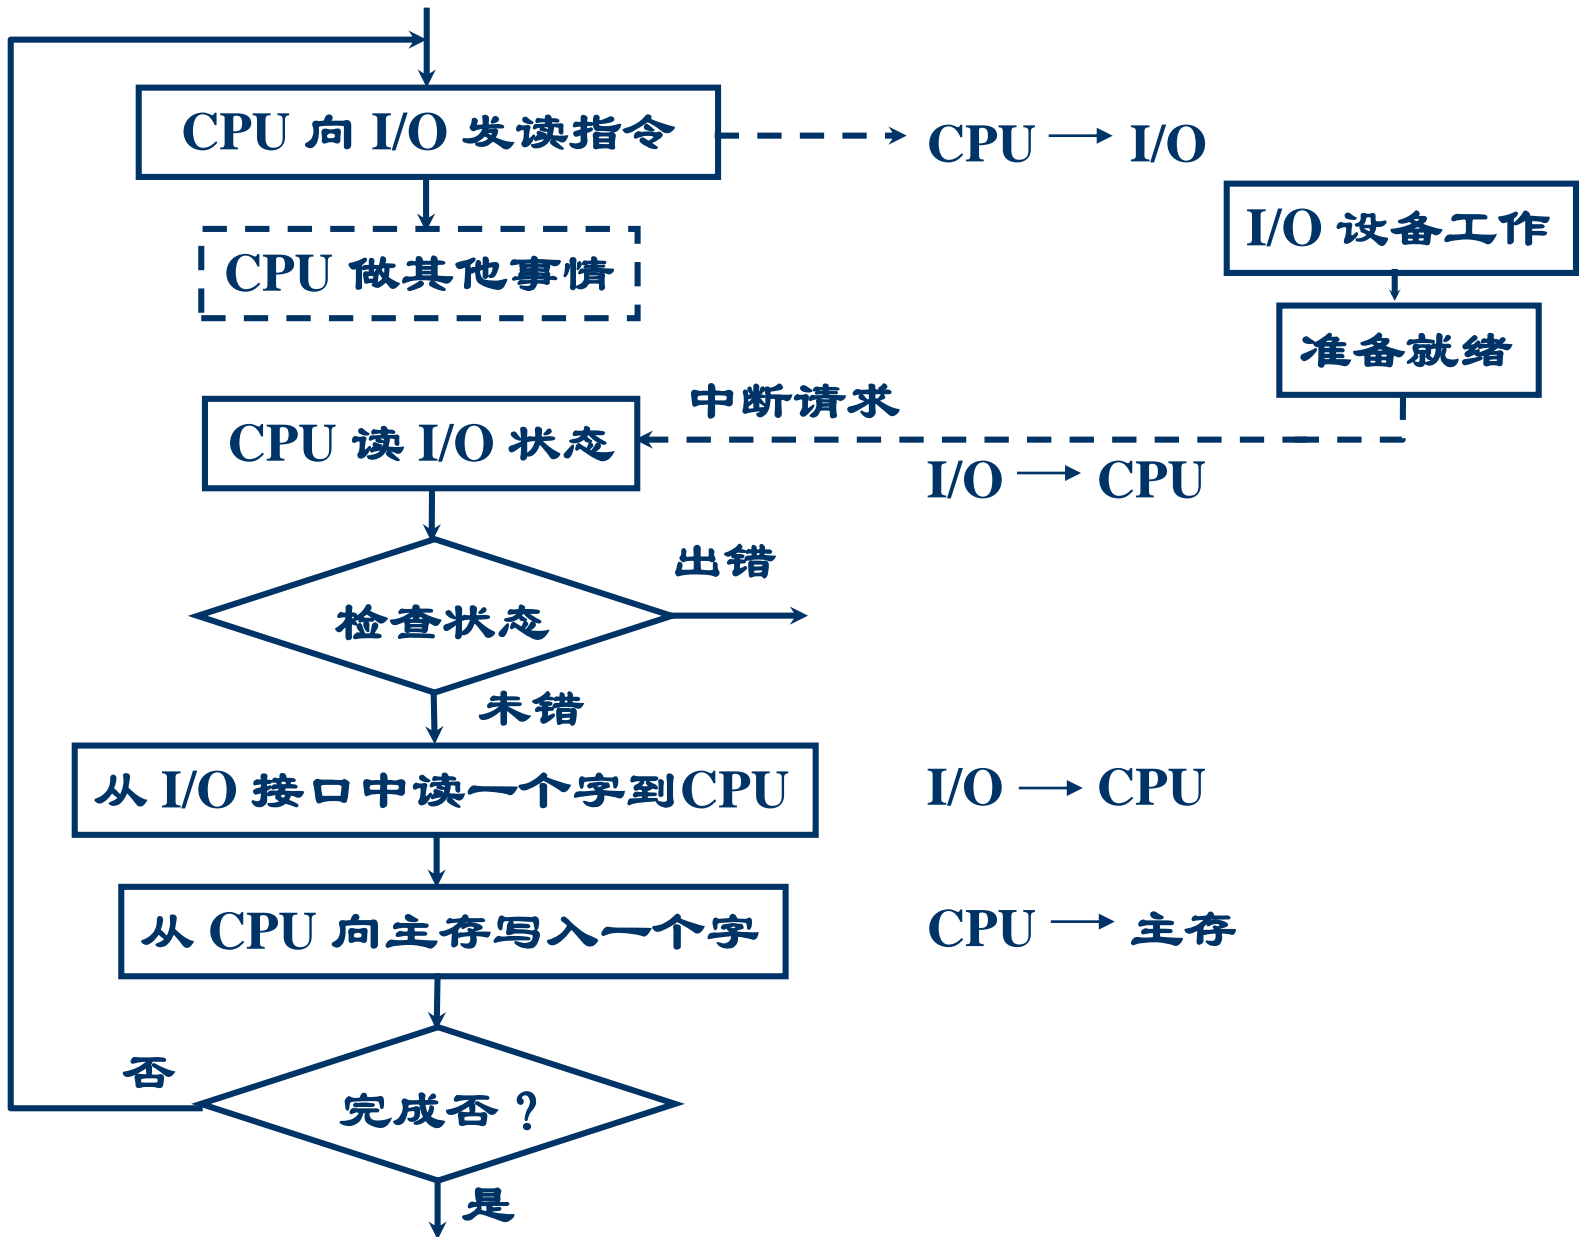 CPU 向 I/O 发读指令
CPU → I/O
I/O 设备工作
CPU 做其他事情
准备就绪
中断请求
CPU 读 I/O 状态
I/O → CPU
出错
检查状态
未错
从 I/O 接口中读一个字到CPU
I/O → CPU
从 CPU 向主存写入一个字
CPU → 主存
否
完成否？
是